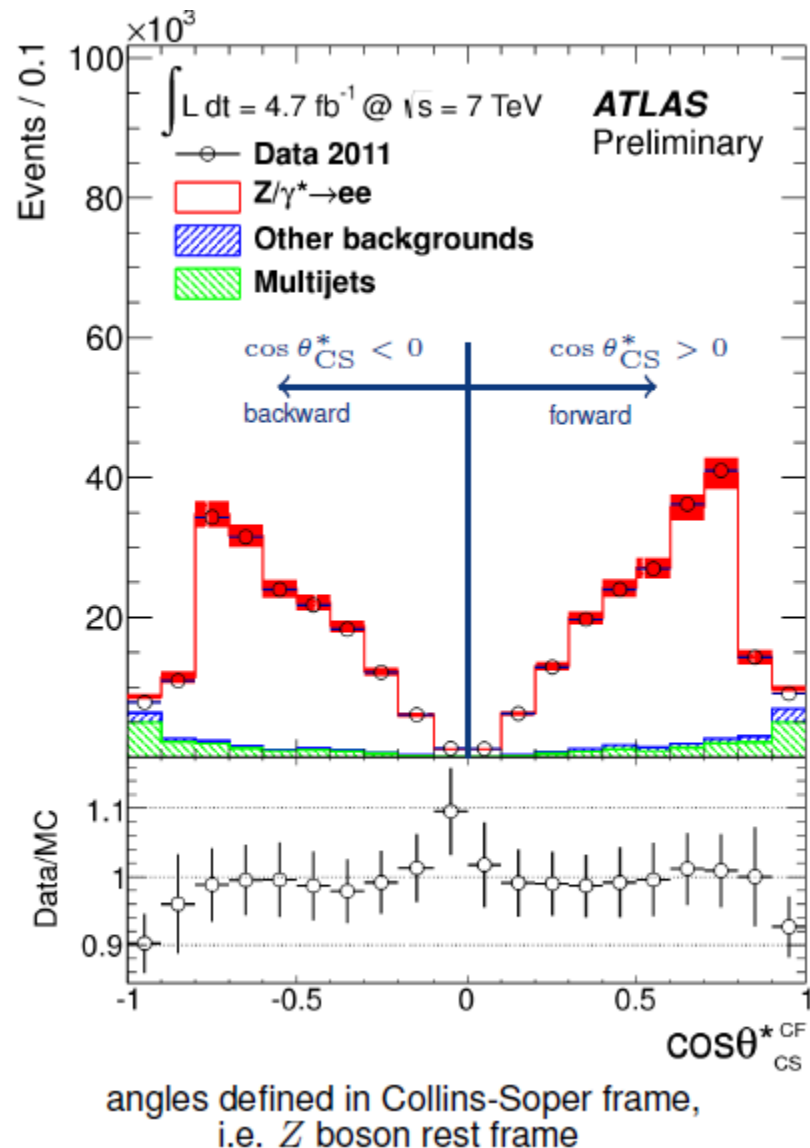 ×10³
Events / 0.1
100
80
60
40
20
∫ L dt = 4.7 fb⁻¹ @ √s = 7 TeV
ATLAS
Preliminary
Data 2011
Z/γ*→ee
Other backgrounds
Multijets
cos θ*CS < 0
cos θ*CS > 0
backward
forward
Data/MC
1.1
1
0.9
-1 -0.5 0 0.5 1
cosθ*CF CS
angles defined in Collins-Soper frame,
i.e. Z boson rest frame